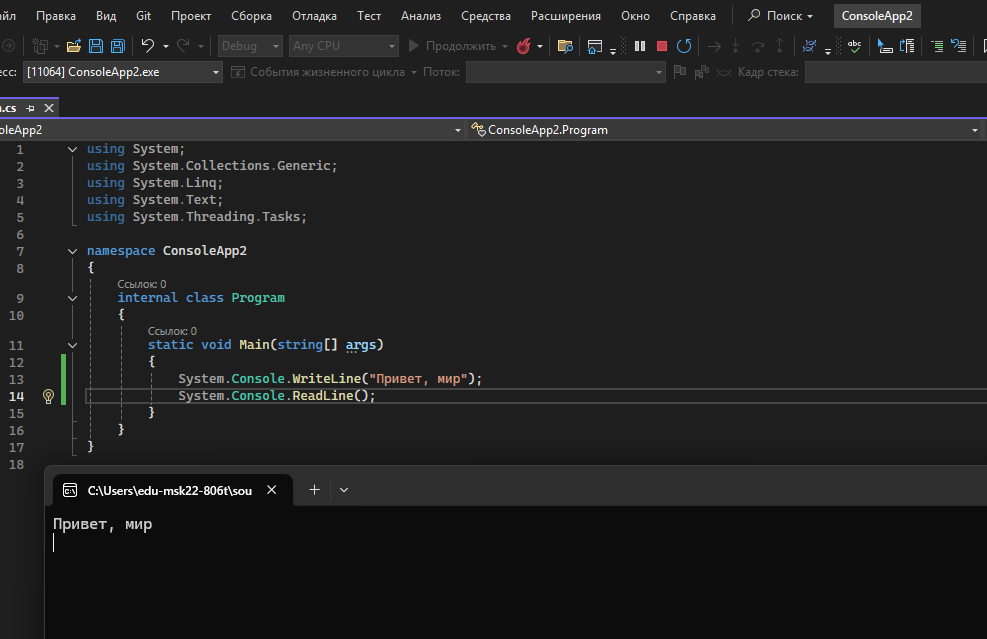 йл Правка Вид Git Проект Сборка Отладка Тест Анализ Средства Расширения Окно Справка Поиск ConsoleApp2
Debug Any CPU Продолжить abc
сс: [11064] ConsoleApp2.exe События жизненного цикла Поток: Кадр стека:
.cs
oleApp2 ConsoleApp2.Program
1 using System;
2 using System.Collections.Generic;
3 using System.Linq;
4 using System.Text;
5 using System.Threading.Tasks;
6
7 namespace ConsoleApp2
8 {
Ссылок: 0
9 internal class Program
10 {
Ссылок: 0
11 static void Main(string[] args)
12 {
13 System.Console.WriteLine("Привет, мир");
14 System.Console.ReadLine();
15 }
16 }
17 }
18
C:\Users\edu-msk22-806t\sou
Привет, мир